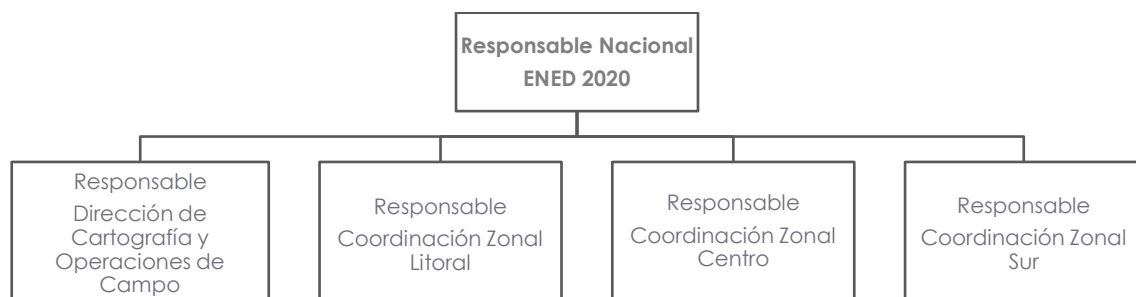 Responsable Nacional
ENED 2020
Responsable
Dirección de
Cartografía y
Operaciones de
Campo
Responsable
Coordinación Zonal
Litoral
Responsable
Coordinación Zonal
Centro
Responsable
Coordinación Zonal
Sur